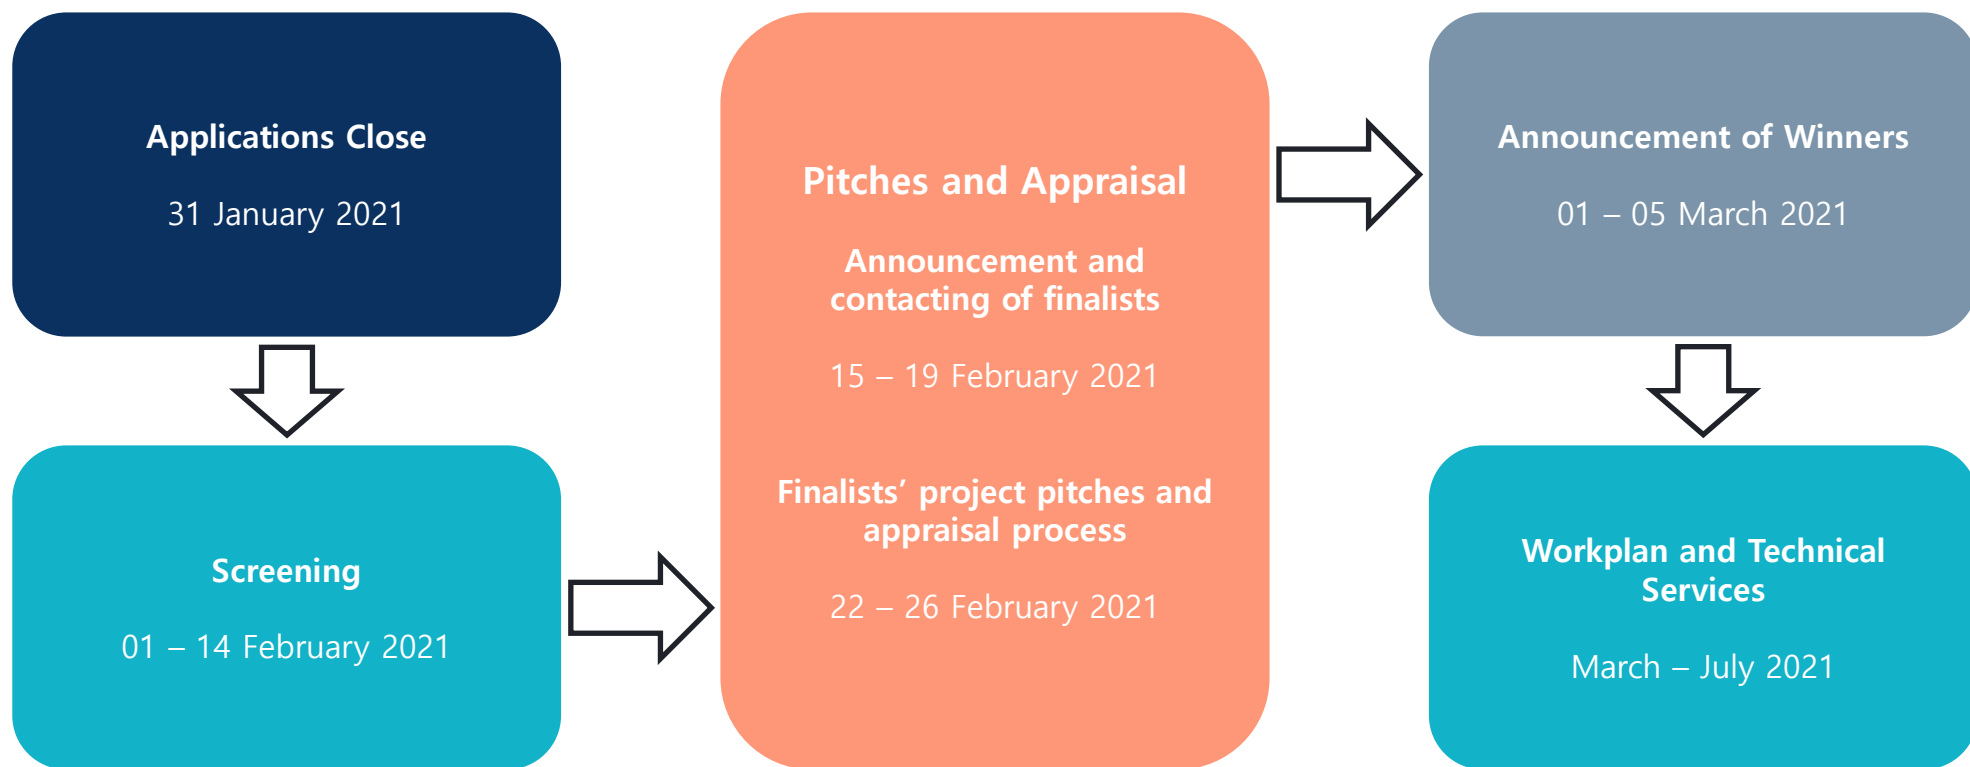 Applications Close
31 January 2021
Screening
01 – 14 February 2021
Pitches and Appraisal
Announcement and
contacting of finalists
15 – 19 February 2021
Finalists’ project pitches and
appraisal process
22 – 26 February 2021
Announcement of Winners
01 – 05 March 2021
Workplan and Technical
Services
March – July 2021